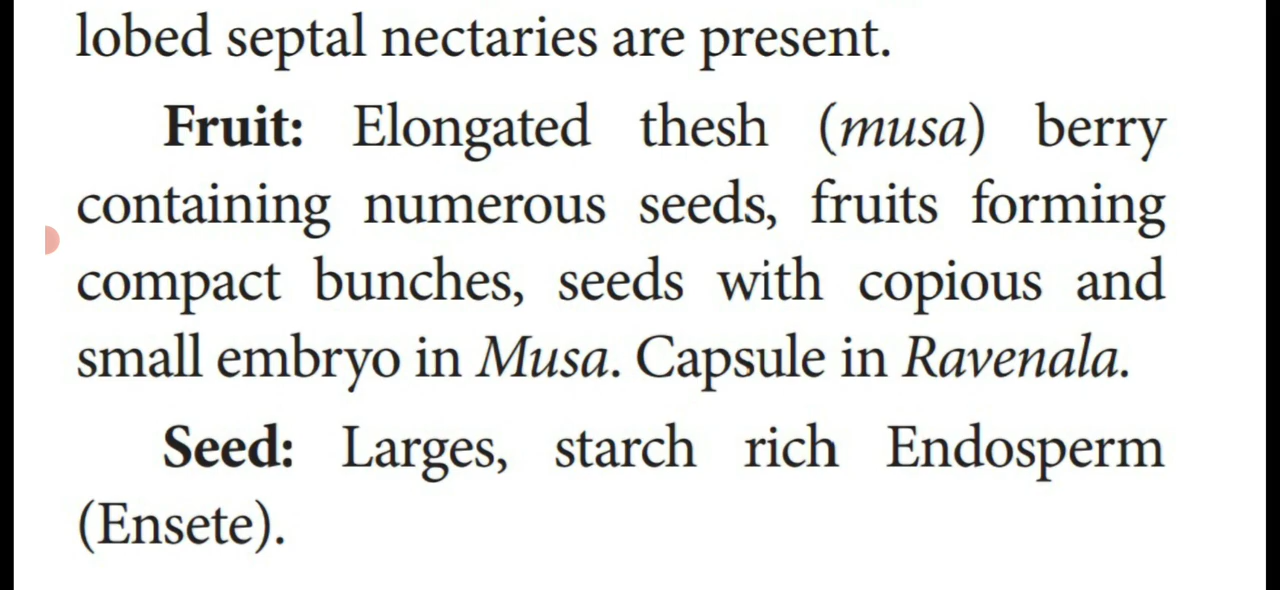 lobed septal nectaries are present.
Fruit: Elongated thesh (musa) berry
containing numerous seeds, fruits forming
compact bunches, seeds with copious and
small embryo in Musa. Capsule in Ravenala.
Seed: Larges, starch rich Endosperm
(Ensete).